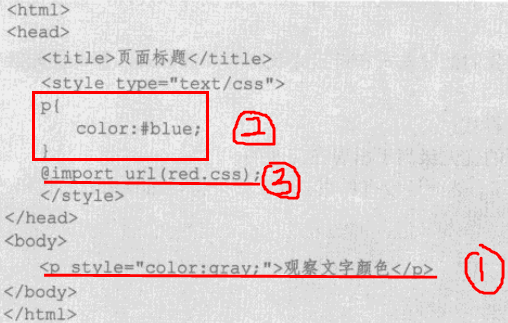 <html>
<head>
<title>页面标题</title>
<style type="text/css">
p{
color:#blue;
2
}
@import url(red.css);
3
</style>
</head>
<body>
<p style="color:gray;">观察文字颜色</p>
1
</body>
</html>